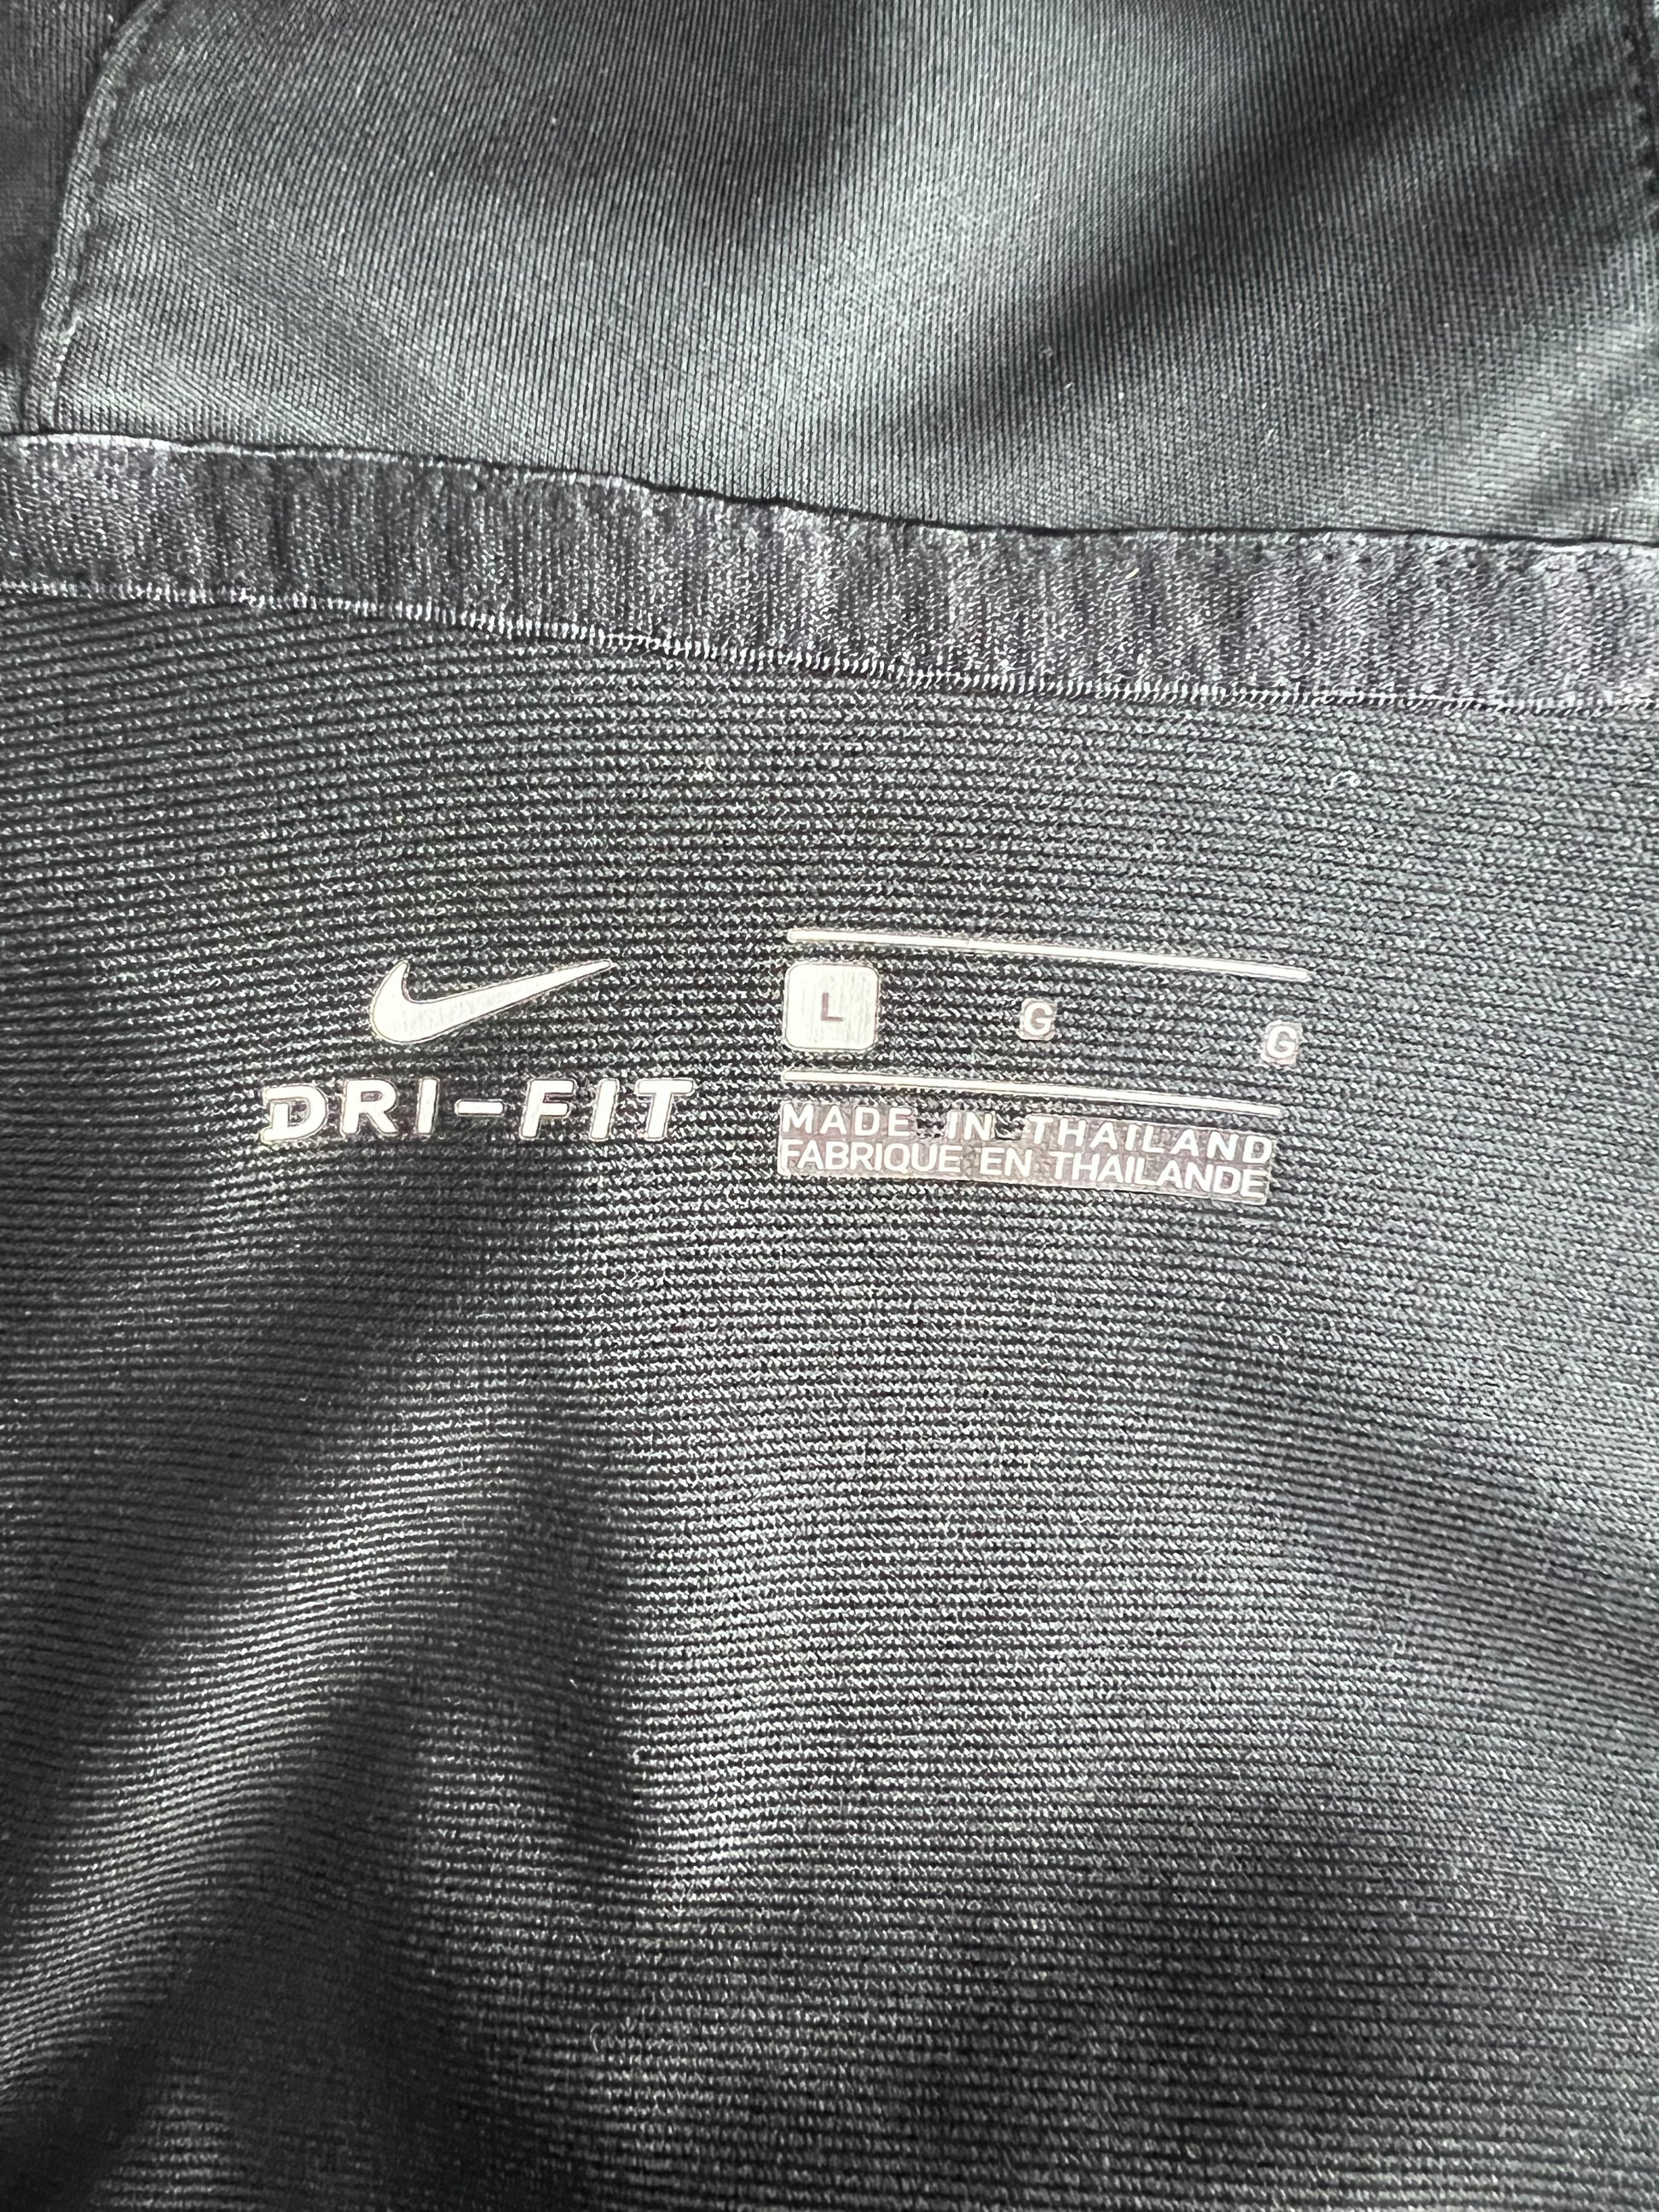 DRI-FIT
L G G
MADE IN THAILAND
FABRIQUE EN THAILANDE